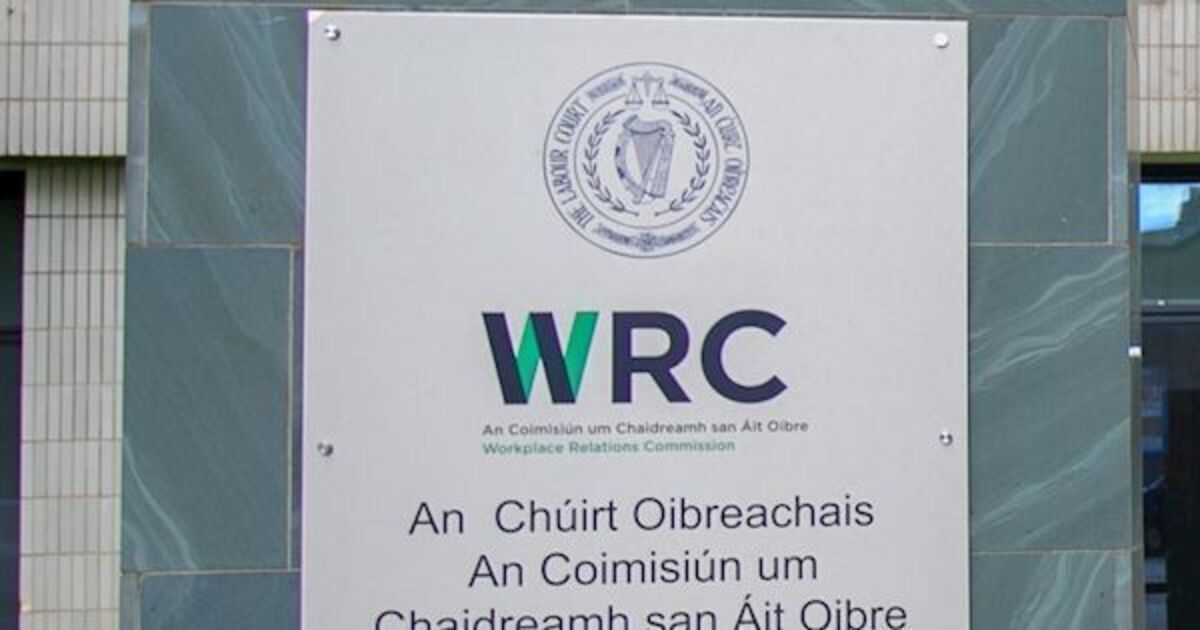 THE LABOUR COURT
AN CÚIRT OIBREACHAIS
WRC
An Coimisiún um Chaidreamh san Áit Oibre
Workplace Relations Commission
An Chúirt Oibreachais
An Coimisiún um
Chaidreamh san Áit Oibre